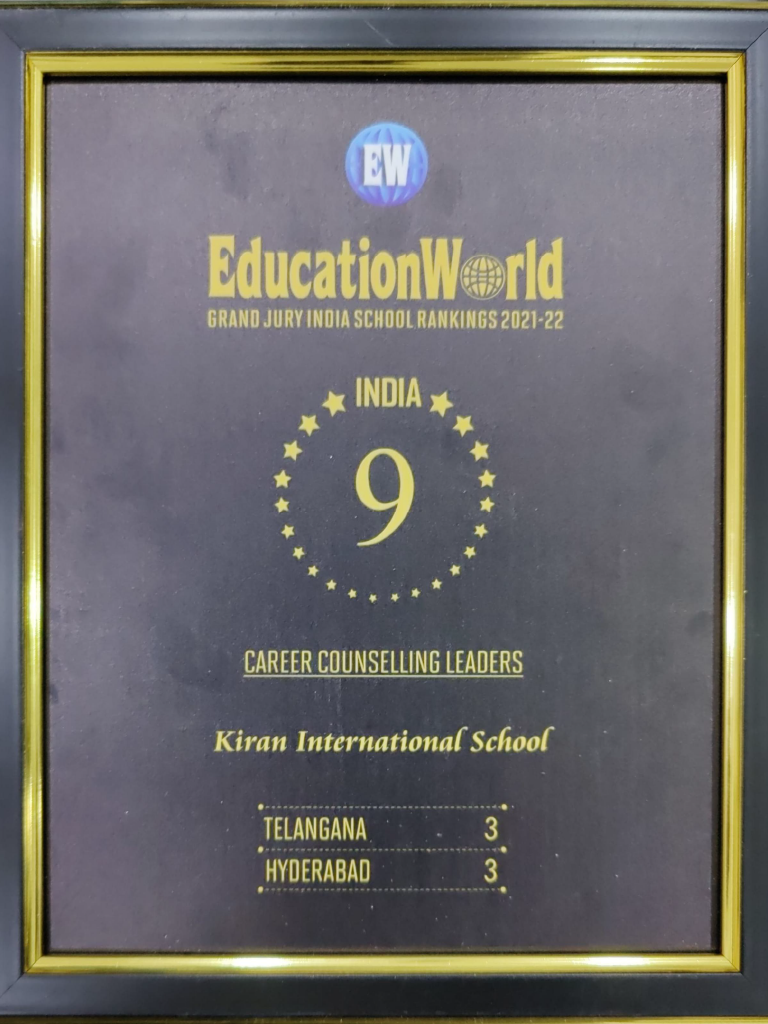 EW
EducationWorld
GRAND JURY INDIA SCHOOL RANKINGS 2021-22
INDIA
9
CAREER COUNSELLING LEADERS
Kiran International School
TELANGANA 3
HYDERABAD 3